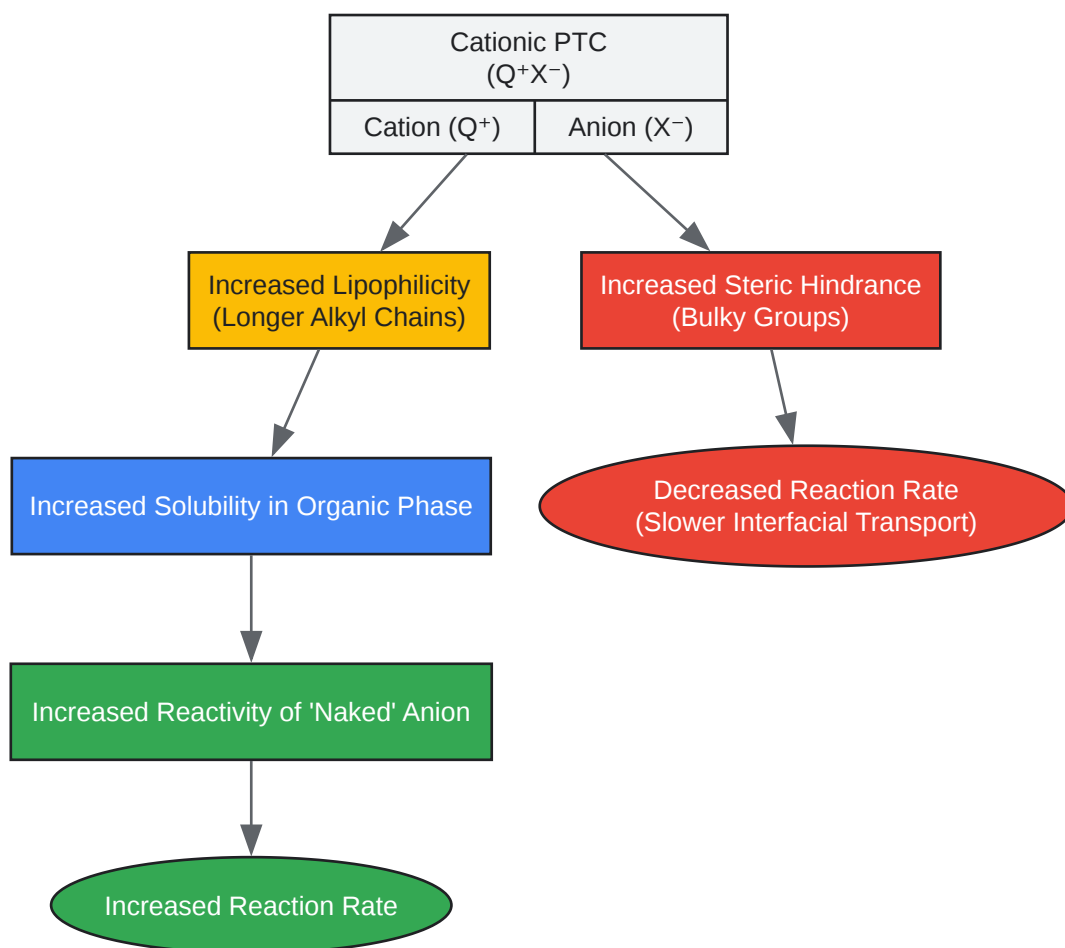 Cationic PTC
(Q⁺X⁻)
Cation (Q⁺)
Anion (X⁻)
Increased Lipophilicity
(Longer Alkyl Chains)
Increased Steric Hindrance
(Bulky Groups)
Increased Solubility in Organic Phase
Decreased Reaction Rate
(Slower Interfacial Transport)
Increased Reactivity of 'Naked' Anion
Increased Reaction Rate